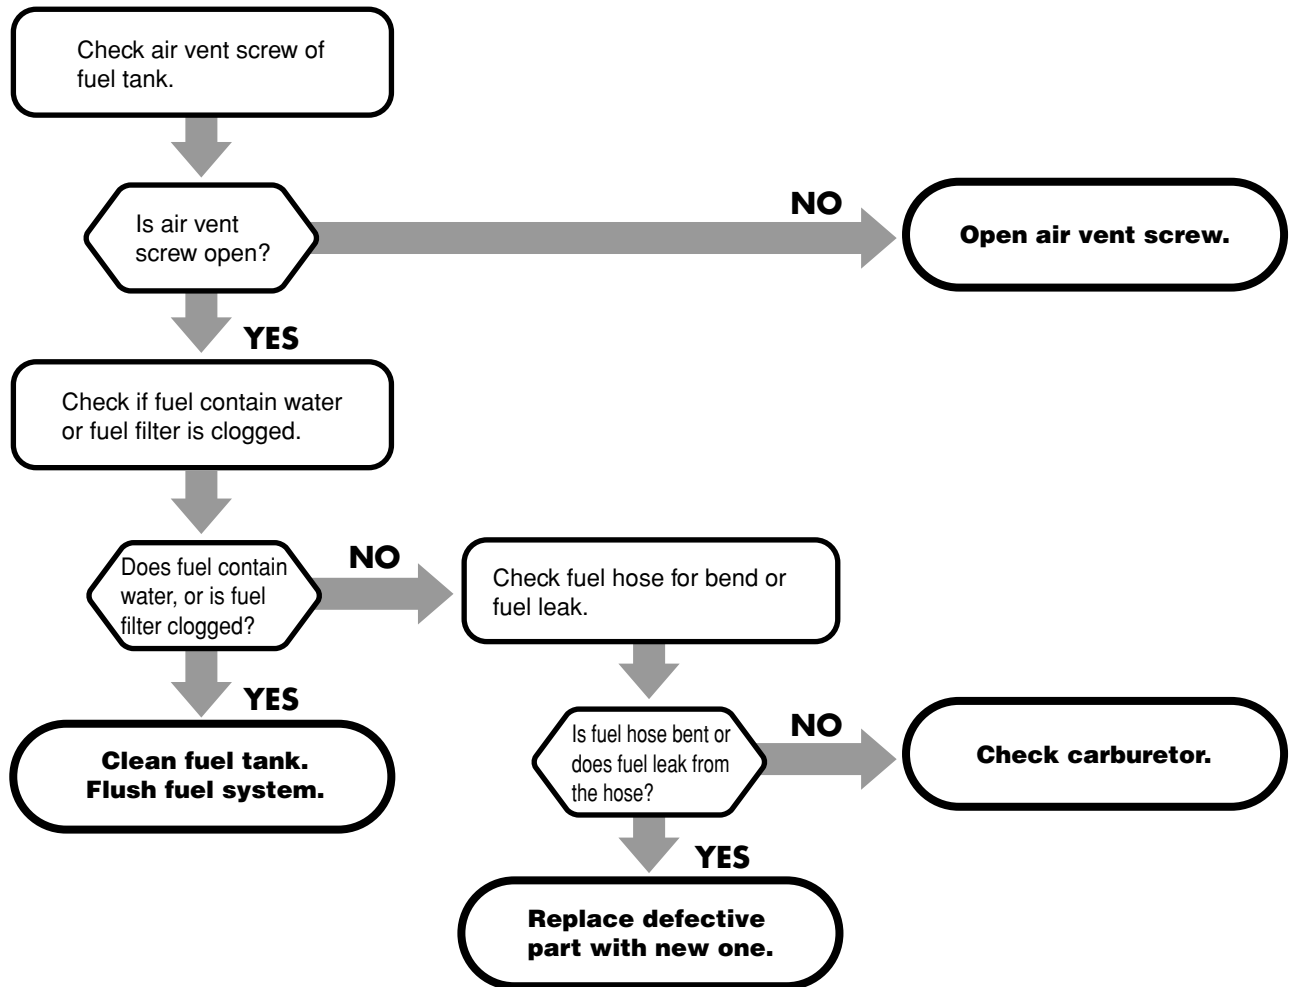 Check air vent screw of
fuel tank.
Is air vent
screw open?
NO
Open air vent screw.
YES
Check if fuel contain water
or fuel filter is clogged.
Does fuel contain
water, or is fuel
filter clogged?
NO
Check fuel hose for bend or
fuel leak.
YES
Clean fuel tank.
Flush fuel system.
Is fuel hose bent or
does fuel leak from
the hose?
NO
Check carburetor.
YES
Replace defective
part with new one.